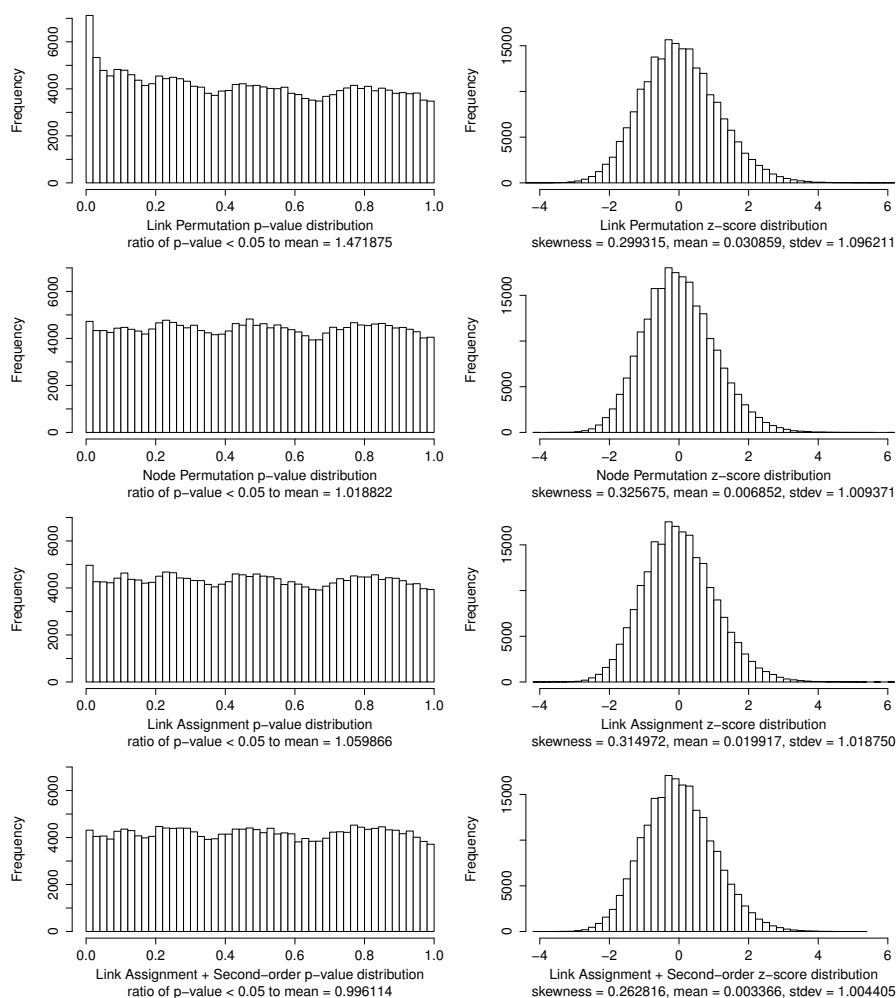 Frequency
0 2000 4000 6000
0.0 0.2 0.4 0.6 0.8 1.0
Link Permutation p−value distribution
ratio of p−value < 0.05 to mean = 1.471875
Frequency
0 5000 15000
−4 −2 0 2 4 6
Link Permutation z−score distribution
skewness = 0.299315, mean = 0.030859, stdev = 1.096211
Frequency
0 2000 4000 6000
0.0 0.2 0.4 0.6 0.8 1.0
Node Permutation p−value distribution
ratio of p−value < 0.05 to mean = 1.018822
Frequency
0 5000 15000
−4 −2 0 2 4 6
Node Permutation z−score distribution
skewness = 0.325675, mean = 0.006852, stdev = 1.009371
Frequency
0 2000 4000 6000
0.0 0.2 0.4 0.6 0.8 1.0
Link Assignment p−value distribution
ratio of p−value < 0.05 to mean = 1.059866
Frequency
0 5000 15000
−4 −2 0 2 4 6
Link Assignment z−score distribution
skewness = 0.314972, mean = 0.019917, stdev = 1.018750
Frequency
0 2000 4000 6000
0.0 0.2 0.4 0.6 0.8 1.0
Link Assignment + Second−order p−value distribution
ratio of p−value < 0.05 to mean = 0.996114
Frequency
0 5000 15000
−4 −2 0 2 4 6
Link Assignment + Second−order z−score distribution
skewness = 0.262816, mean = 0.003366, stdev = 1.004405